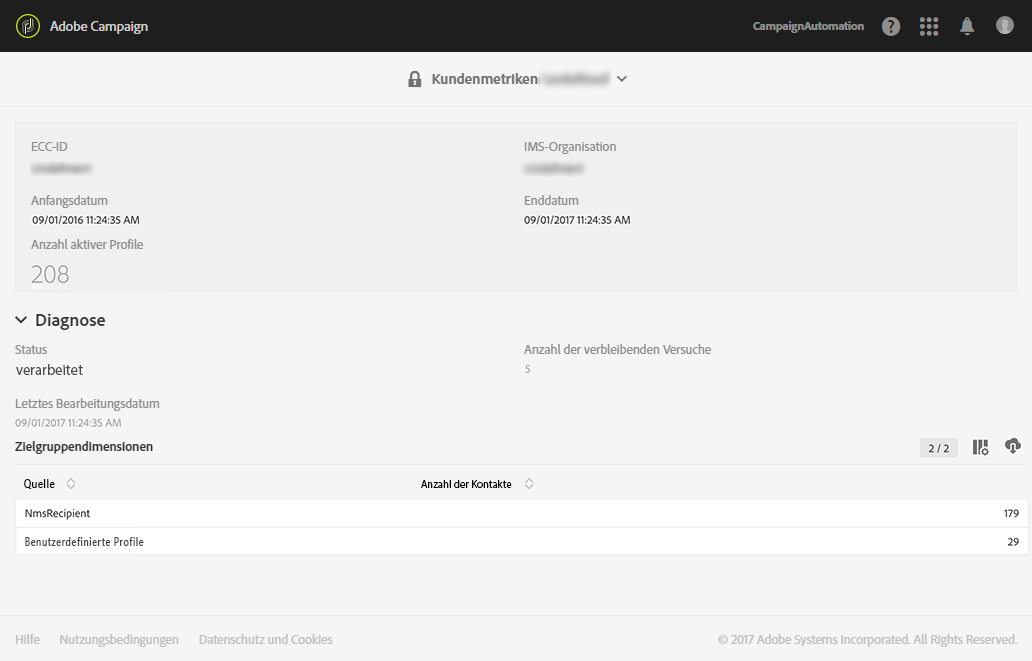 Adobe Campaign
CampaignAutomation
Kundenmetriken
ECC-ID
IMS-Organisation
Anfangsdatum
Enddatum
09/01/2016 11:24:35 AM
09/01/2017 11:24:35 AM
Anzahl aktiver Profile
208
Diagnose
Status
Anzahl der verbleibenden Versuche
verarbeitet
5
Letztes Bearbeitungsdatum
09/01/2017 11:24:35 AM
Zielgruppendimensionen
2 / 2
Quelle
Anzahl der Kontakte
NmsRecipient
179
Benutzerdefinierte Profile
29
Hilfe
Nutzungsbedingungen
Datenschutz und Cookies
© 2017 Adobe Systems Incorporated. All Rights Reserved.